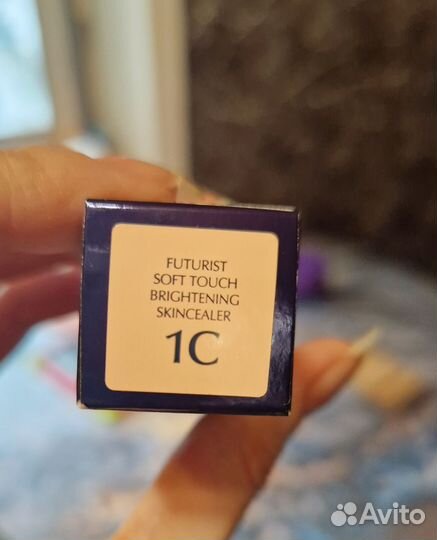 FUTURIST
SOFT TOUCH
BRIGHTENING
SKINCEALER
1C
Avito